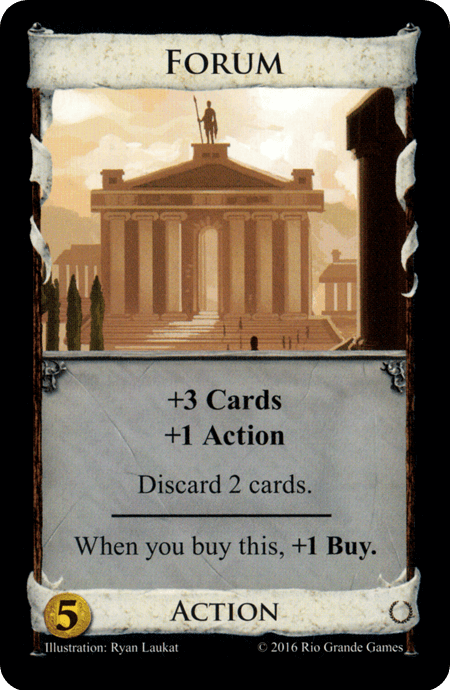 FORUM
+3 Cards
+1 Action
Discard 2 cards.
When you buy this, +1 Buy.
5
ACTION
Illustration: Ryan Laukat © 2016 Rio Grande Games